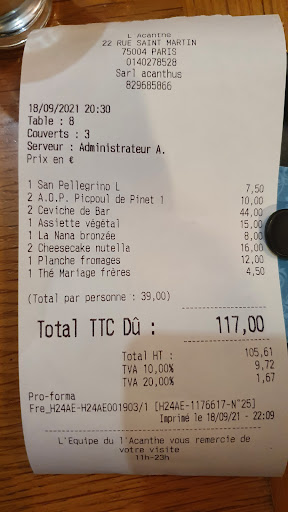 L'Acanthe
22 RUE SAINT MARTIN
75004 PARIS
0140278528
Sarl acanthus
829685866
18/09/2021 20:30
Table : 8
Couverts : 3
Serveur : Administrateur A.
Prix en €
1 San Pellegrino L 7,50
2 A.O.P. Picpoul de Pinet 1 10,00
2 Ceviche de Bar 44,00
1 Assiette végétal 15,00
1 La Nana bronzée 8,00
2 Cheesecake nutella 16,00
1 Planche fromages 12,00
1 Thé Mariage frères 4,50
(Total par personne : 39,00)
Total TTC Dû : 117,00
Total HT : 105,61
TVA 10,00% 9,72
TVA 20,00% 1,67
Pro-forma
Fre_H24AE-H24AE001903/1 [H24AE-1176617-N°25]
Imprimé le 18/09/21 - 22:09
L'Equipe du l'Acanthe vous remercie de
votre visite
11h-23h